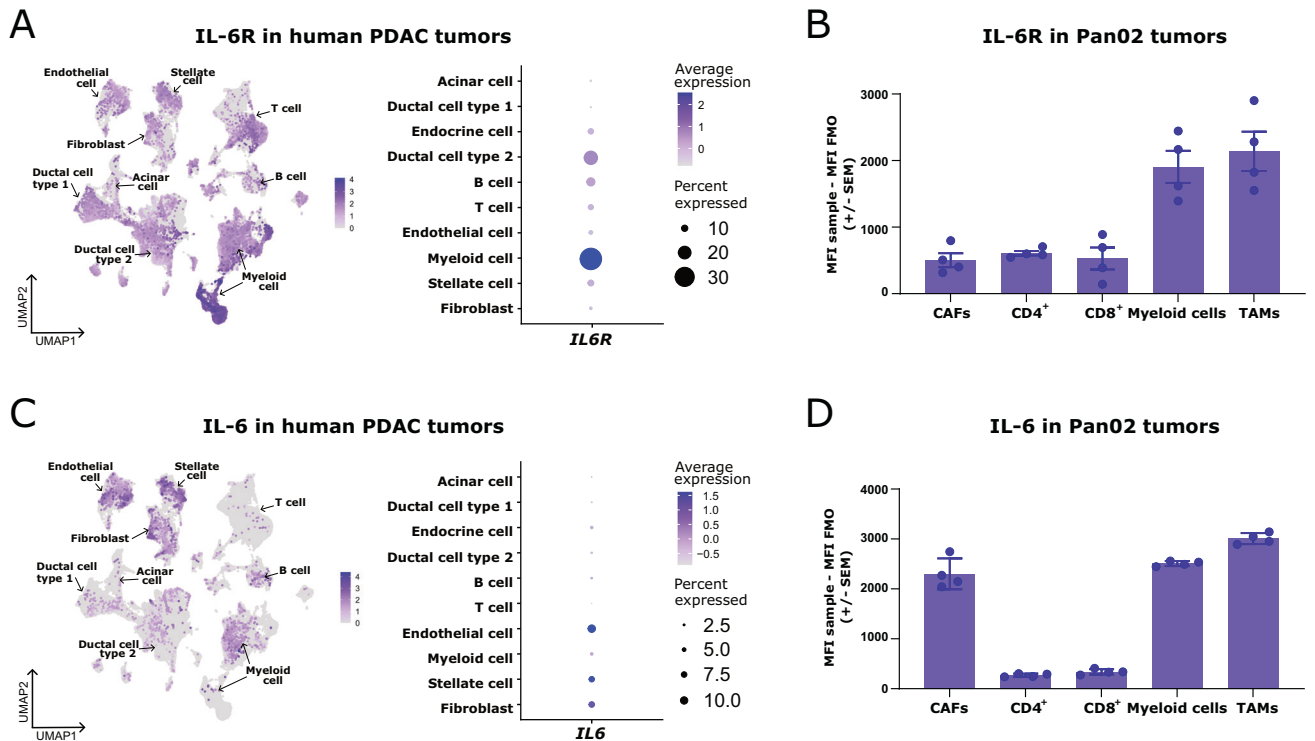 A
IL-6R in human PDAC tumors
Endothelial
cell
Stellate
cell
T cell
Fibroblast
Ductal cell
type 1
Acinar
cell
B cell
Ductal cell
type 2
Myeloid
cell
4
3
2
1
0
UMAP2
UMAP1
Acinar cell
Ductal cell type 1
Endocrine cell
Ductal cell type 2
B cell
T cell
Endothelial cell
Myeloid cell
Stellate cell
Fibroblast
IL6R
Average
expression
2
1
0
Percent
expressed
10
20
30
B
IL-6R in Pan02 tumors
MFI sample - MFI FMO
(+/- SEM)
3000
2000
1000
0
CAFs CD4+ CD8+ Myeloid cells TAMs
C
IL-6 in human PDAC tumors
Endothelial
cell
Stellate
cell
T cell
Fibroblast
Ductal cell
type 1
Acinar
cell
B cell
Ductal cell
type 2
Myeloid
cell
4
3
2
1
0
UMAP2
UMAP1
Acinar cell
Ductal cell type 1
Endocrine cell
Ductal cell type 2
B cell
T cell
Endothelial cell
Myeloid cell
Stellate cell
Fibroblast
IL6
Average
expression
1.5
1.0
0.5
0.0
−0.5
Percent
expressed
2.5
5.0
7.5
10.0
D
IL-6 in Pan02 tumors
MFI sample - MFI FMO
(+/- SEM)
4000
3000
2000
1000
0
CAFs CD4+ CD8+ Myeloid cells TAMs